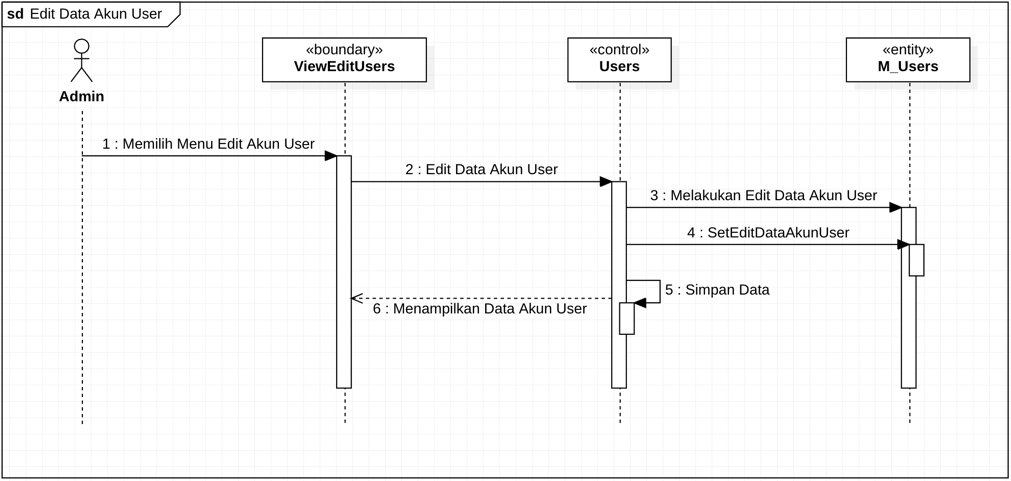 sd Edit Data Akun User
«boundary»
ViewEditUsers
«control»
Users
«entity»
M_Users
Admin
1 : Memilih Menu Edit Akun User
2 : Edit Data Akun User
3 : Melakukan Edit Data Akun User
4 : SetEditDataAkunUser
5 : Simpan Data
6 : Menampilkan Data Akun User